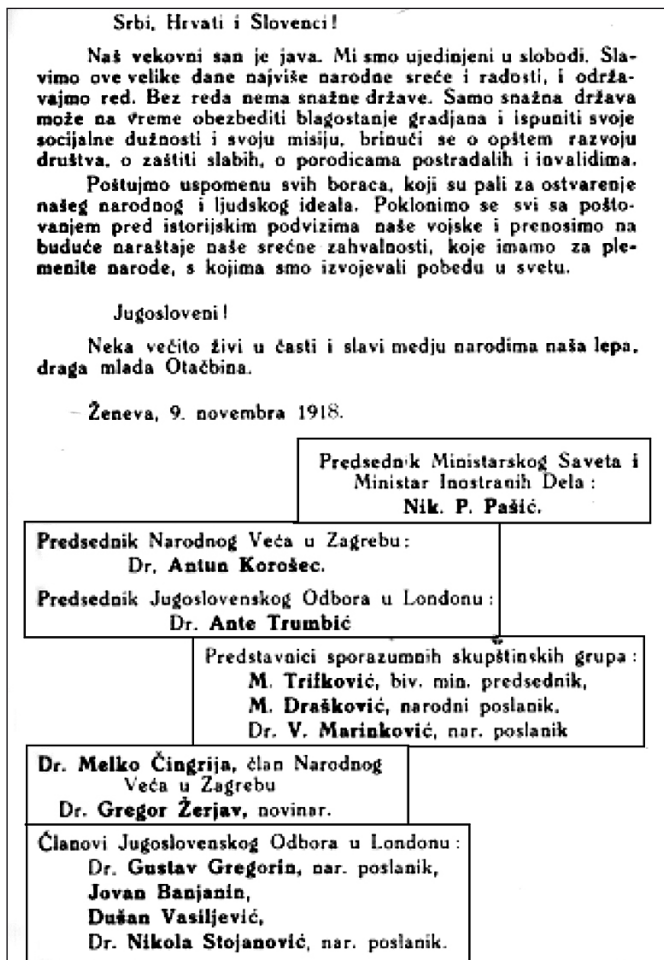 Srbi, Hrvati i Slovenci!
Naš vekovni san je java. Mi smo ujedinjeni u slobodi. Sla-
vimo ove velike dane najviše narodne sreće i radosti, i održa-
vajmo red. Bez reda nema snažne države. Samo snažna država
može na vreme obezbediti blagostanje gradjana i ispuniti svoje
socijalne dužnosti i svoju misiju, brinući se o opštem razvoju
društva, o zaštiti slabih, o porodicama postradalih i invalidima.
Poštujmo uspomenu svih boraca, koji su pali za ostvarenje
našeg narodnog i ljudskog ideala. Poklonimo se svi sa pošto-
vanjem pred istorijskim podvizima naše vojske i prenosimo na
buduće naraštaje naše srećne zahvalnosti, koje imamo za ple-
menite narode, s kojima smo izvojevali pobedu u svetu.
Jugosloveni!
Neka večito živi u časti i slavi medju narodima naša lepa,
draga mlada Otačbina.
Ženeva, 9. novembra 1918.
Predsednik Ministarskog Saveta i
Ministar Inostranih Dela:
Nik. P. Pašić.
Predsednik Narodnog Veća u Zagrebu:
Dr. Antun Korošec.
Predsednik Jugoslovenskog Odbora u Londonu:
Dr. Ante Trumbić
Predstavnici sporazumnih skupštinskih grupa:
M. Trifković, biv. min. predsednik,
M. Drašković, narodni poslanik,
Dr. V. Marinković, nar. poslanik
Dr. Melko Čingrija, član Narodnog
Veća u Zagrebu
Dr. Gregor Žerjav, novinar.
Članovi Jugoslovenskog Odbora u Londonu:
Dr. Gustav Gregorin, nar. poslanik,
Jovan Banjanin,
Dušan Vasiljević,
Dr. Nikola Stojanović, nar. poslanik.